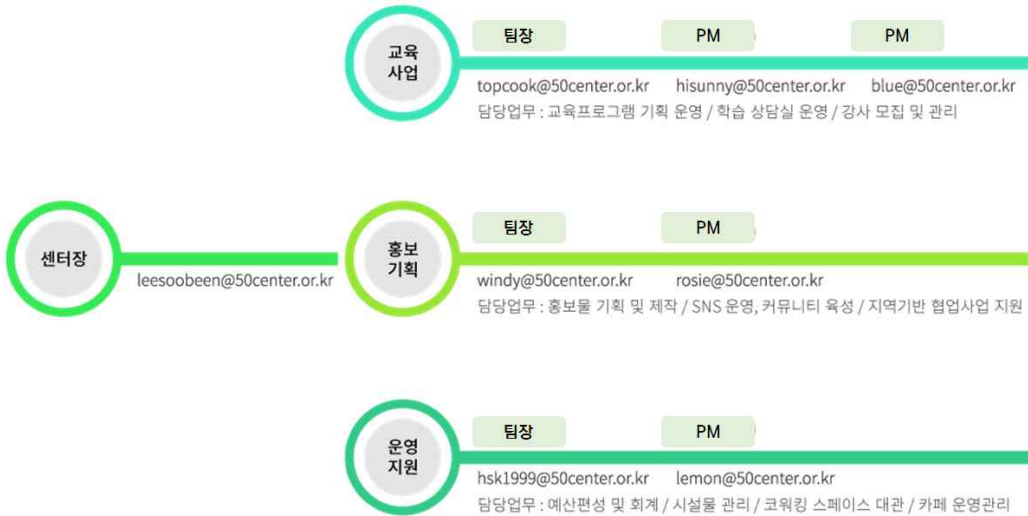 교육
사업
팀장 PM PM
topcook@50center.or.kr hisunny@50center.or.kr blue@50center.or.kr
담당업무 : 교육프로그램 기획 운영 / 학습 상담실 운영 / 강사 모집 및 관리
센터장
leesoobeen@50center.or.kr
홍보
기획
팀장 PM
windy@50center.or.kr rosie@50center.or.kr
담당업무 : 홍보물 기획 및 제작 / SNS 운영, 커뮤니티 육성 / 지역기반 협업사업 지원
운영
지원
팀장 PM
hsk1999@50center.or.kr lemon@50center.or.kr
담당업무 : 예산편성 및 회계 / 시설물 관리 / 코워킹 스페이스 대관 / 카페 운영관리